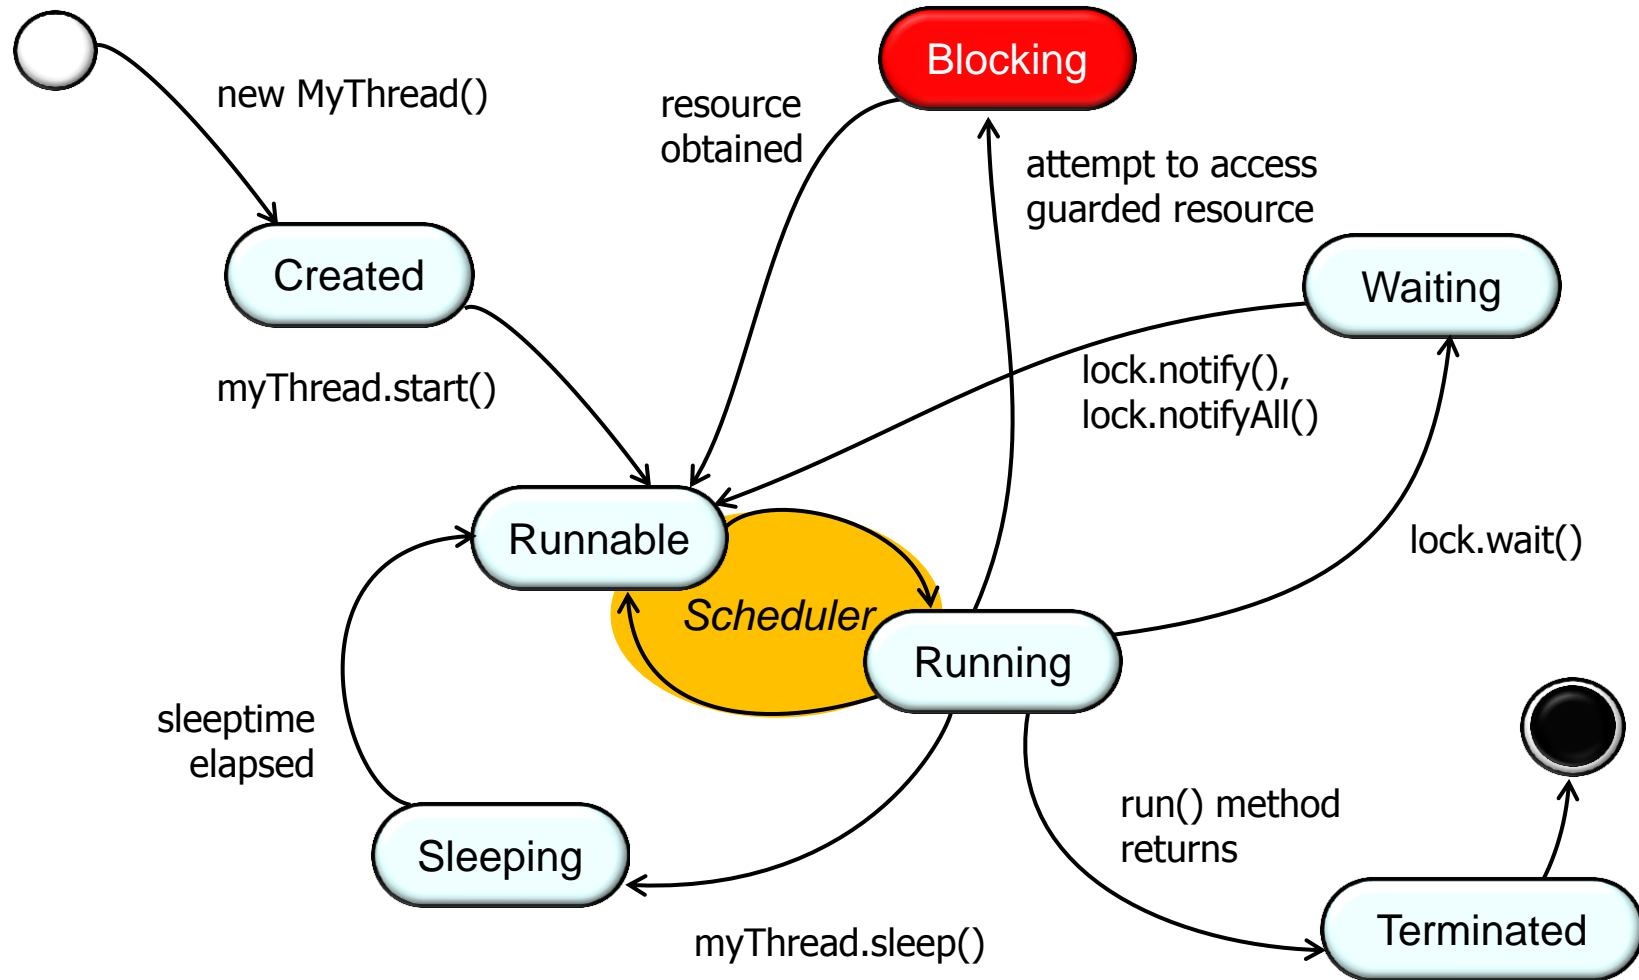 Blocking
new MyThread()
resource
obtained
attempt to access
guarded resource
Created
Waiting
myThread.start()
lock.notify(),
lock.notifyAll()
Runnable
lock.wait()
Scheduler
Running
sleeptime
elapsed
run() method
returns
Sleeping
Terminated
myThread.sleep()